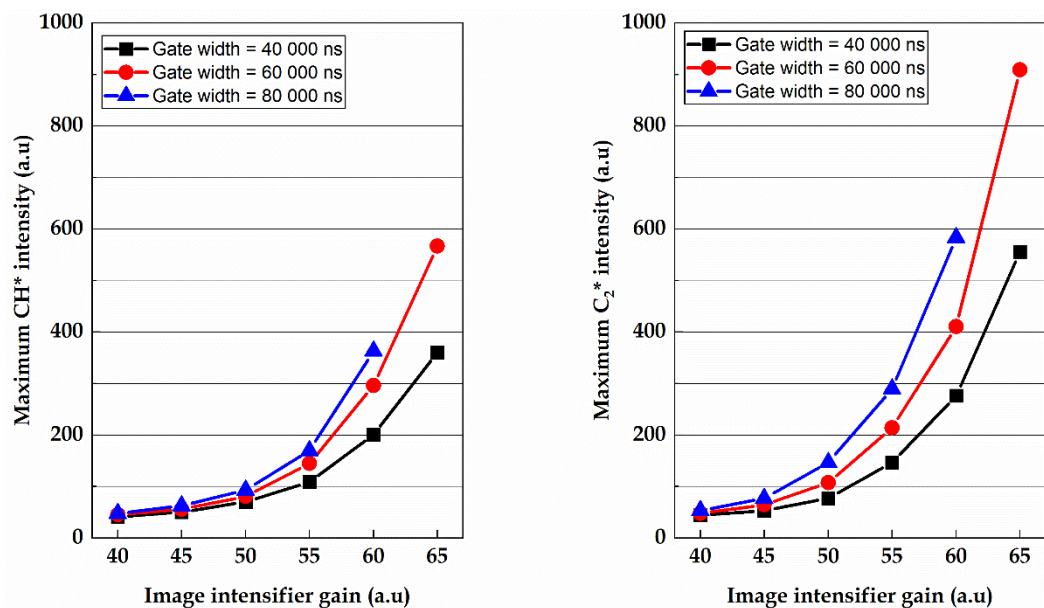 1000
800
600
400
200
0
Maximum CH* intensity (a.u)
Gate width = 40 000 ns
Gate width = 60 000 ns
Gate width = 80 000 ns
40 45 50 55 60 65
Image intensifier gain (a.u)
1000
800
600
400
200
0
Maximum C₂* intensity (a.u)
Gate width = 40 000 ns
Gate width = 60 000 ns
Gate width = 80 000 ns
40 45 50 55 60 65
Image intensifier gain (a.u)